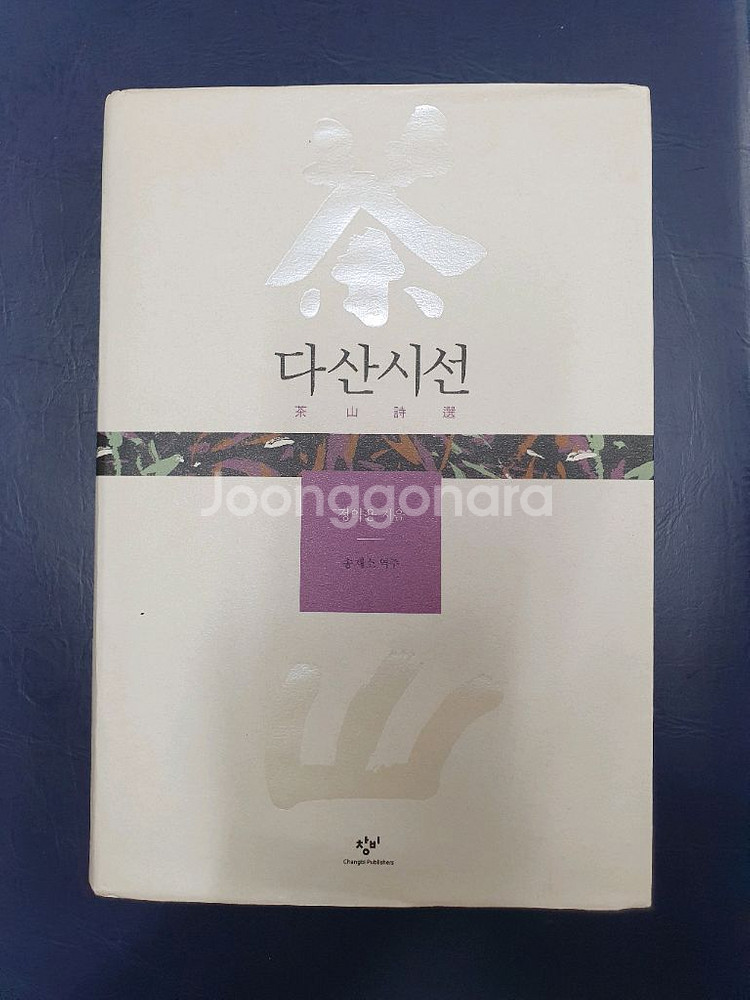 茶
다산시선
茶山詩選
Joonggonara
정약용 지음
송재소 역주
山
창비
Changbi Publishers